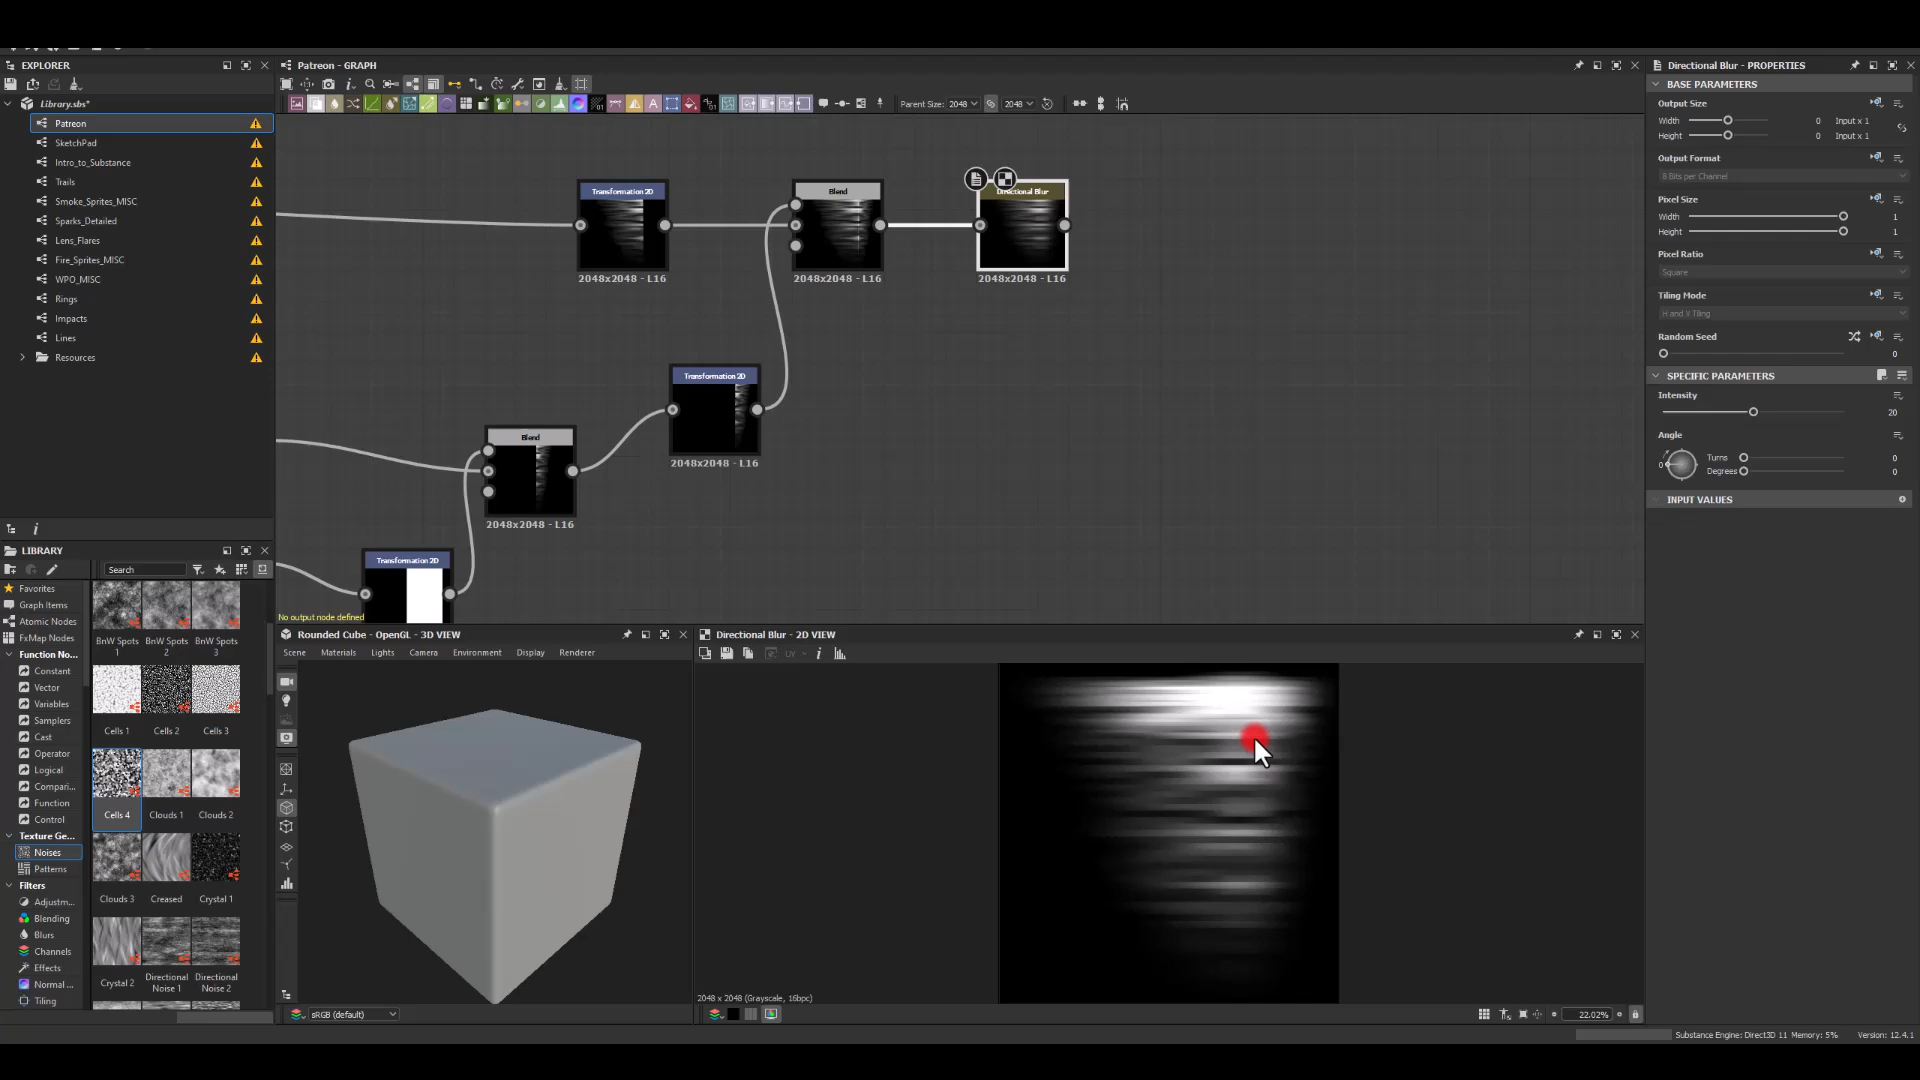 EXPLORER
Library.sbs*
Patreon
SketchPad
Intro_to_Substance
Trails
Smoke_Sprites_MISC
Sparks_Detailed
Lens_Flares
Fire_Sprites_MISC
WPO_MISC
Rings
Impacts
Lines
Resources
LIBRARY
Search
Favorites
Graph Items
Atomic Nodes
FxMap Nodes
Function No...
Constant
Vector
Variables
Samplers
Cast
Operator
Logical
Compari...
Function
Control
Texture Ge...
Noises
Patterns
Filters
Adjustm...
Blending
Blurs
Channels
Effects
Normal ...
Tiling
BnW Spots 1
BnW Spots 2
BnW Spots 3
Cells 1
Cells 2
Cells 3
Cells 4
Clouds 1
Clouds 2
Clouds 3
Creased
Crystal 1
Crystal 2
Directional Noise 1
Directional Noise 2
Patreon - GRAPH
Parent Size: 2048
2048
Transformation 2D
2048x2048 - L16
Blend
2048x2048 - L16
Directional Blur
2048x2048 - L16
Transformation 2D
2048x2048 - L16
Blend
2048x2048 - L16
Transformation 2D
No output node defined
Rounded Cube - OpenGL - 3D VIEW
Scene Materials Lights Camera Environment Display Renderer
sRGB (default)
Directional Blur - 2D VIEW
UV
2048 x 2048 (Grayscale, 16bpc)
22.02%
Directional Blur - PROPERTIES
BASE PARAMETERS
Output Size
Width 0 Input x 1
Height 0 Input x 1
Output Format
8 Bits per Channel
Pixel Size
Width 1
Height 1
Pixel Ratio
Square
Tiling Mode
H and V Tiling
Random Seed
0
SPECIFIC PARAMETERS
Intensity
20
Angle
0 Turns 0
Degrees 0
INPUT VALUES
Substance Engine: Direct3D 11 Memory: 5% Version: 12.4.1